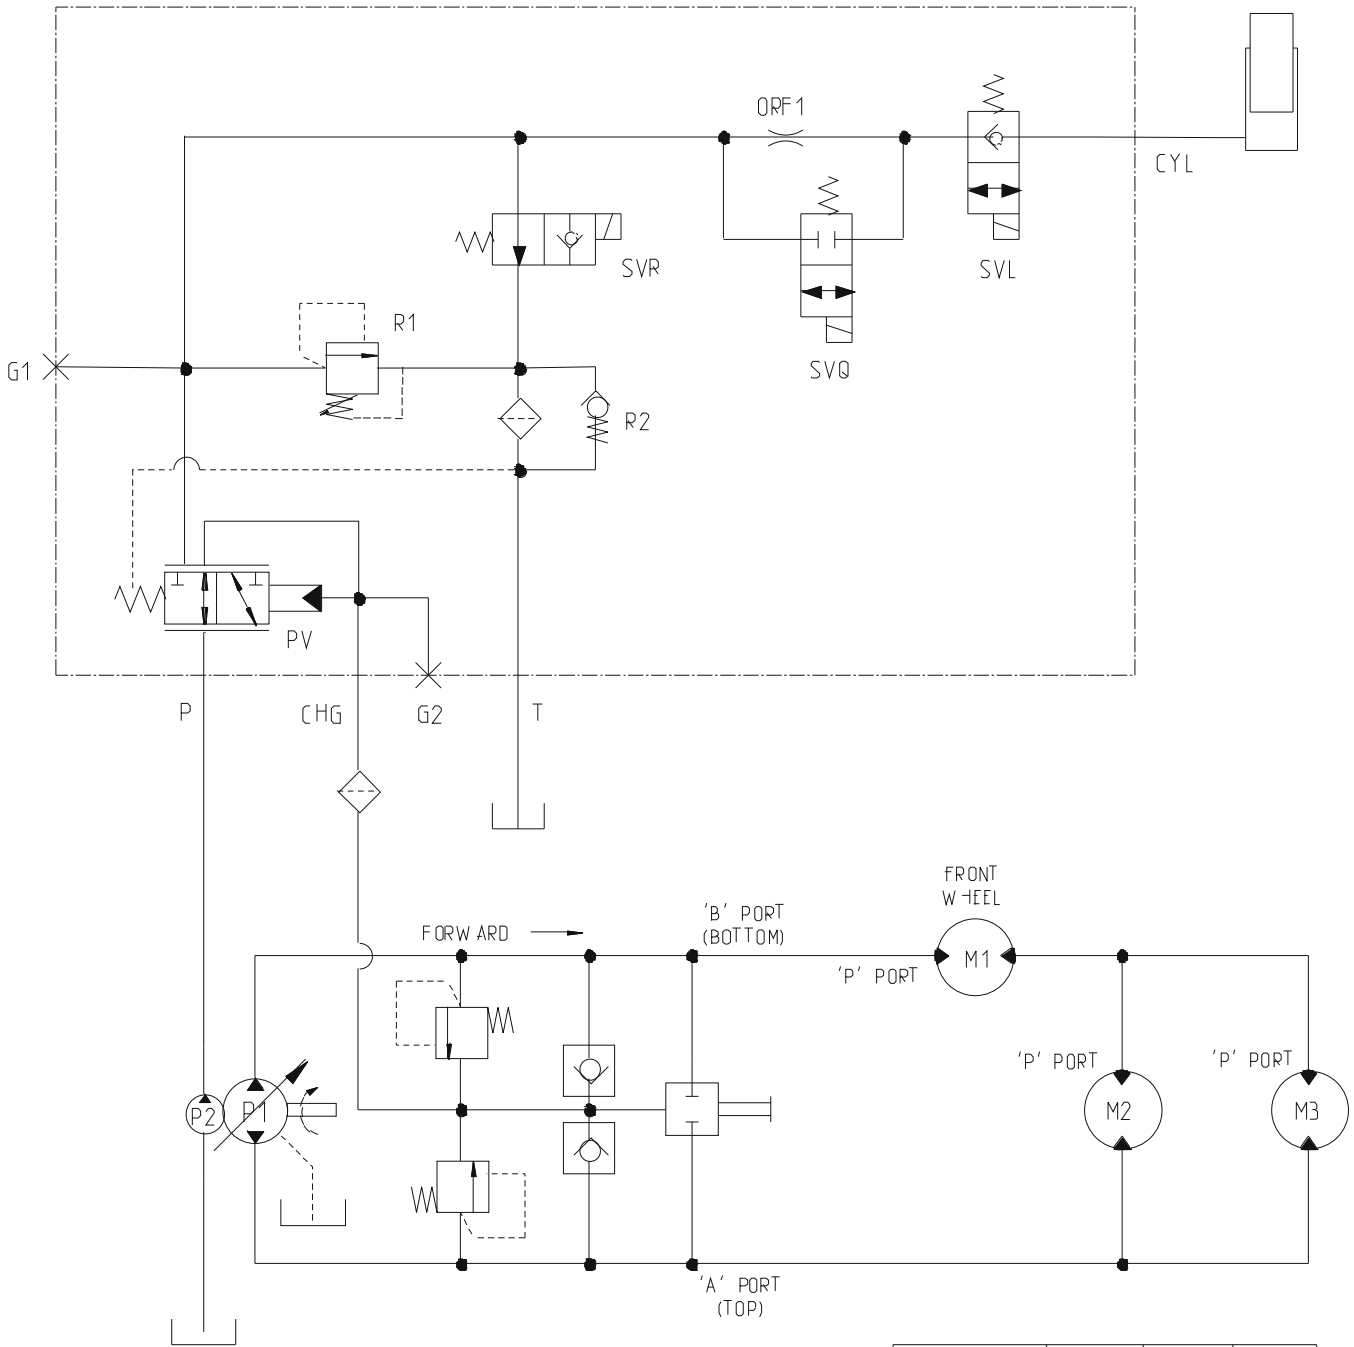 ORF1
CYL
SVR
SVL
R1
G1
SVQ
R2
PV
P
CHG
G2
T
FRONT
WHEEL
'B' PORT
(BOTTOM)
FORWARD
M1
'P' PORT
'P' PORT
'P' PORT
P2
P1
M2
M3
'A' PORT
(TOP)